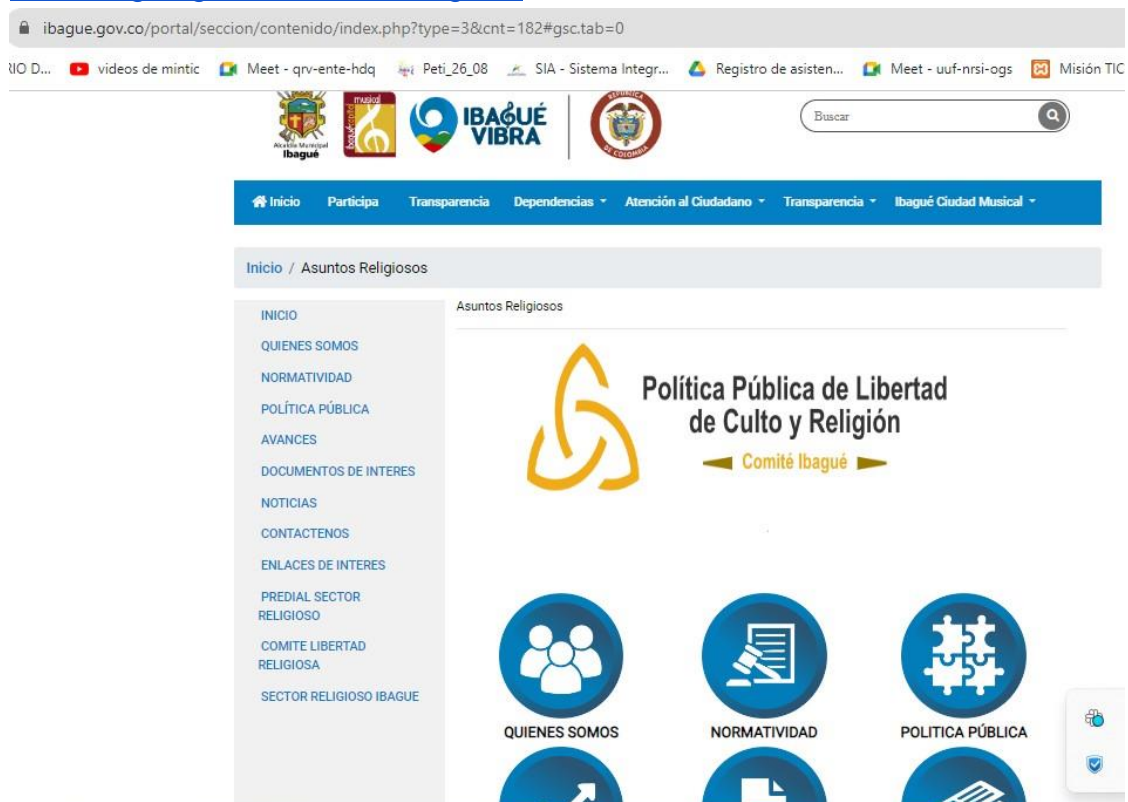 ibague.gov.co/portal/seccion/contenido/index.php?type=3&cnt=182#gsc.tab=0
RIO D... videos de mintic Meet - qrv-ente-hdq Peti_26_08 SIA - Sistema Integr... Registro de asisten... Meet - uuf-nrsi-ogs Misión TIC
Alcaldía Municipal
Ibagué
musical
IBAGUÉ
VIBRA
Buscar
Inicio Participa Transparencia Dependencias Atención al Ciudadano Transparencia Ibagué Ciudad Musical
Inicio / Asuntos Religiosos
Asuntos Religiosos
INICIO
QUIENES SOMOS
NORMATIVIDAD
POLÍTICA PÚBLICA
AVANCES
DOCUMENTOS DE INTERES
NOTICIAS
CONTACTENOS
ENLACES DE INTERES
PREDIAL SECTOR
RELIGIOSO
COMITE LIBERTAD
RELIGIOSA
SECTOR RELIGIOSO IBAGUE
Política Pública de Libertad
de Culto y Religión
Comité Ibagué
QUIENES SOMOS NORMATIVIDAD POLITICA PÚBLICA